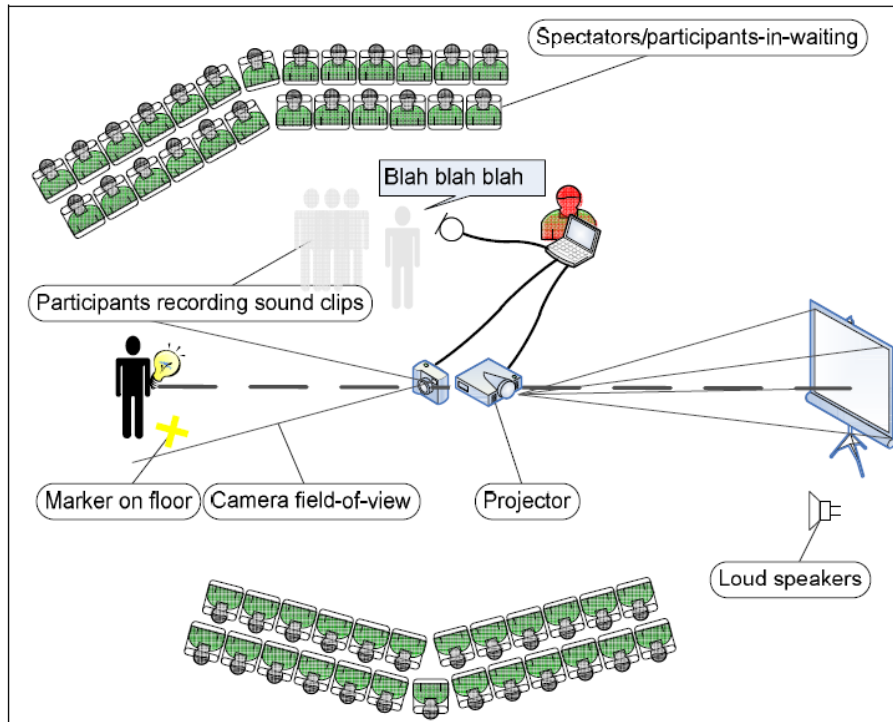 Spectators/participants-in-waiting
Blah blah blah
Participants recording sound clips
Marker on floor
Camera field-of-view
Projector
Loud speakers